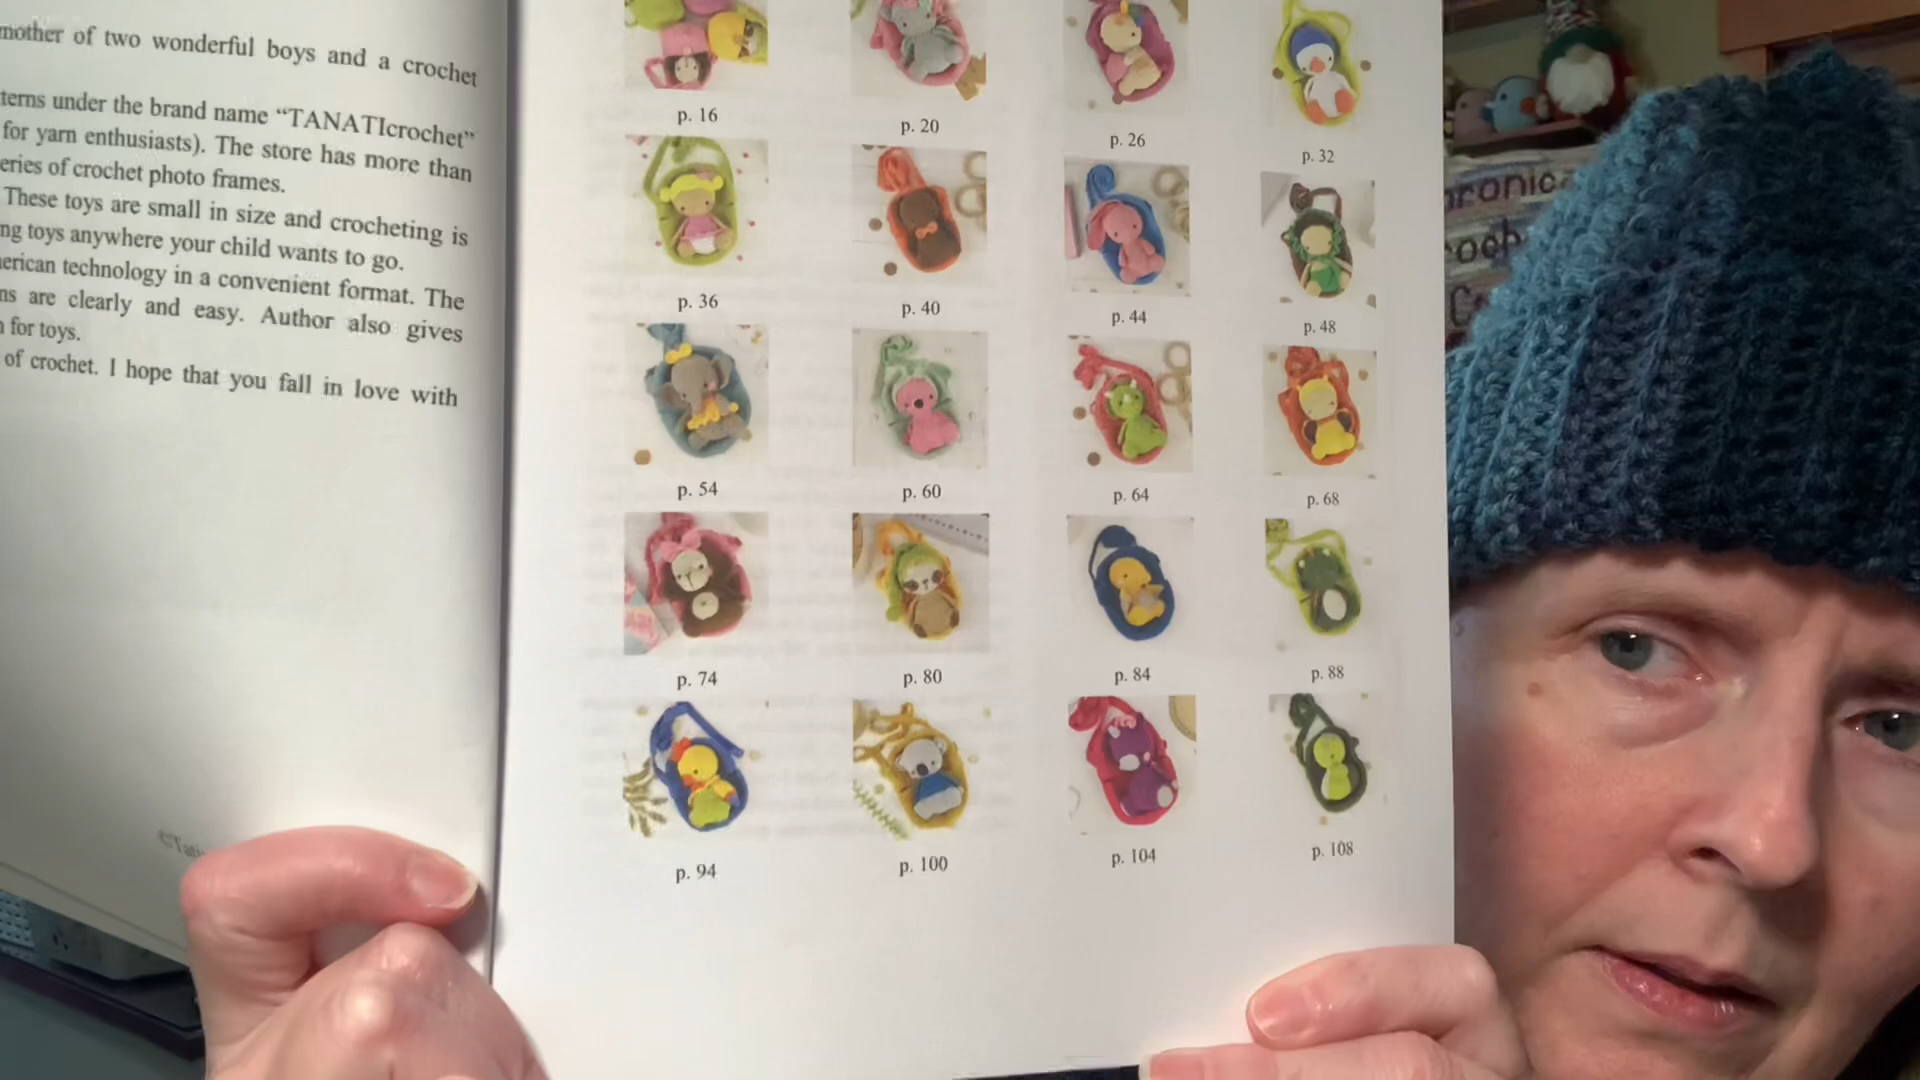 mother of two wonderful boys and a crochet
terns under the brand name “TANATIcrochet”
for yarn enthusiasts). The store has more than
eries of crochet photo frames.
These toys are small in size and crocheting is
ng toys anywhere your child wants to go.
erican technology in a convenient format. The
ns are clearly and easy. Author also gives
for toys.
of crochet. I hope that you fall in love with
©Tati
p. 16
p. 20
p. 26
p. 32
p. 36
p. 40
p. 44
p. 48
p. 54
p. 60
p. 64
p. 68
p. 74
p. 80
p. 84
p. 88
p. 94
p. 100
p. 104
p. 108
ronic
och